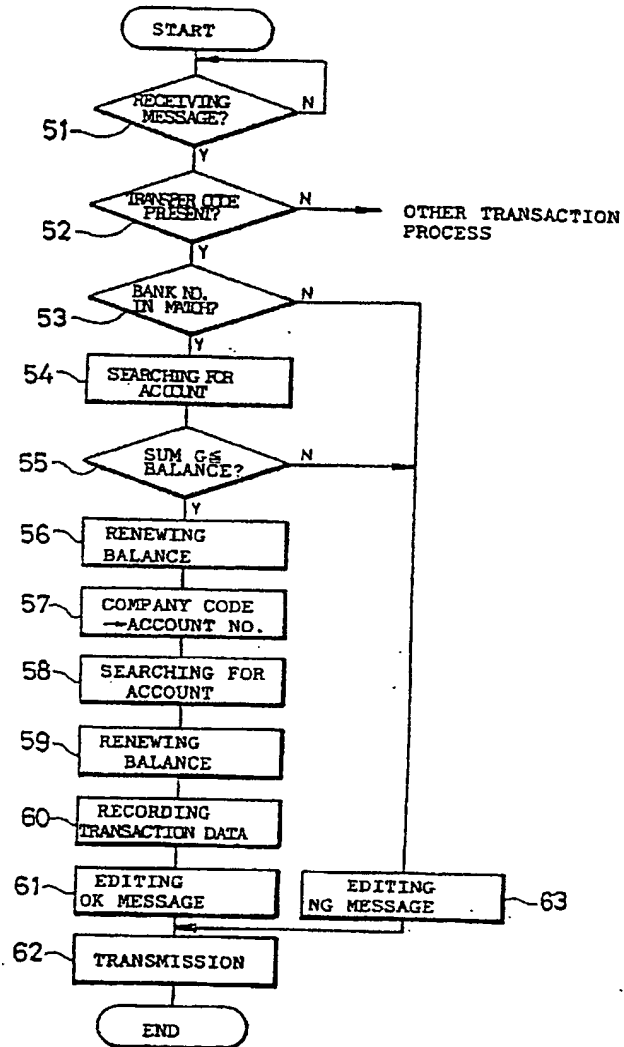 START
RECEIVING
MESSAGE?
N
51
Y
TRANSFER CODE
PRESENT?
N
OTHER TRANSACTION
PROCESS
52
Y
BANK NO.
IN MATCH?
N
53
Y
54
SEARCHING FOR
ACCOUNT
SUM G≦
BALANCE?
N
55
Y
56
RENEWING
BALANCE
57
COMPANY CODE
→ACCOUNT NO.
58
SEARCHING FOR
ACCOUNT
59
RENEWING
BALANCE
60
RECORDING
TRANSACTION DATA
61
EDITING
OK MESSAGE
EDITING
NG MESSAGE
63
62
TRANSMISSION
END